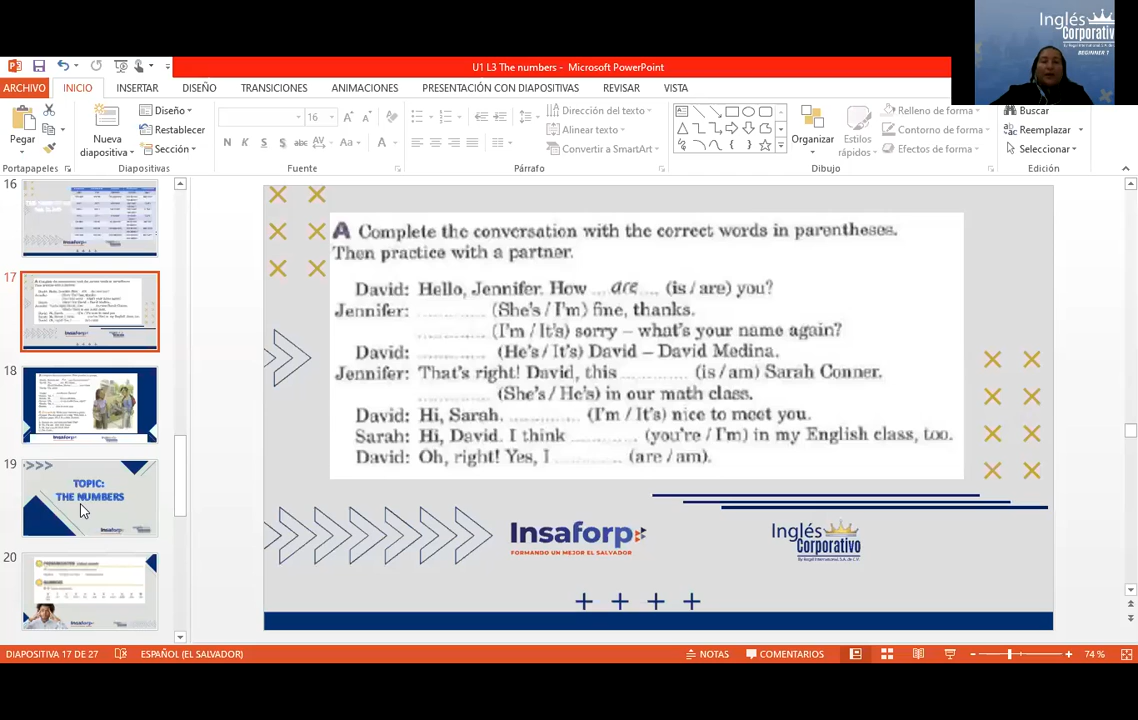 Inglés
Corporativo
BEGINNER 1
U1 L3 The numbers - Microsoft PowerPoint
ARCHIVO INICIO INSERTAR DISEÑO TRANSICIONES ANIMACIONES PRESENTACIÓN CON DIAPOSITIVAS REVISAR VISTA
Pegar
Nueva
diapositiva
Diseño
Restablecer
Sección
16
N K S S abc AV Aa A
Dirección del texto
Alinear texto
Convertir a SmartArt
Organizar
Estilos
rápidos
Relleno de forma
Contorno de forma
Efectos de forma
Buscar
Reemplazar
Seleccionar
Portapapeles Diapositivas Fuente Párrafo Dibujo Edición
16
17
18
19
TOPIC:
THE NUMBERS
20
A Complete the conversation with the correct words in parentheses.
Then practice with a partner.
David: Hello, Jennifer. How are (is / are) you?
Jennifer: (She's / I'm) fine, thanks.
(I'm / It's) sorry – what's your name again?
David: (He's / It's) David – David Medina.
Jennifer: That's right! David, this (is / am) Sarah Conner.
(She's / He's) in our math class.
David: Hi, Sarah. (I'm / It's) nice to meet you.
Sarah: Hi, David. I think (you're / I'm) in my English class, too.
David: Oh, right! Yes, I (are / am).
Insaforp
FORMANDO UN MEJOR EL SALVADOR
Inglés
Corporativo
DIAPOSITIVA 17 DE 27 ESPAÑOL (EL SALVADOR) NOTAS COMENTARIOS 74 %